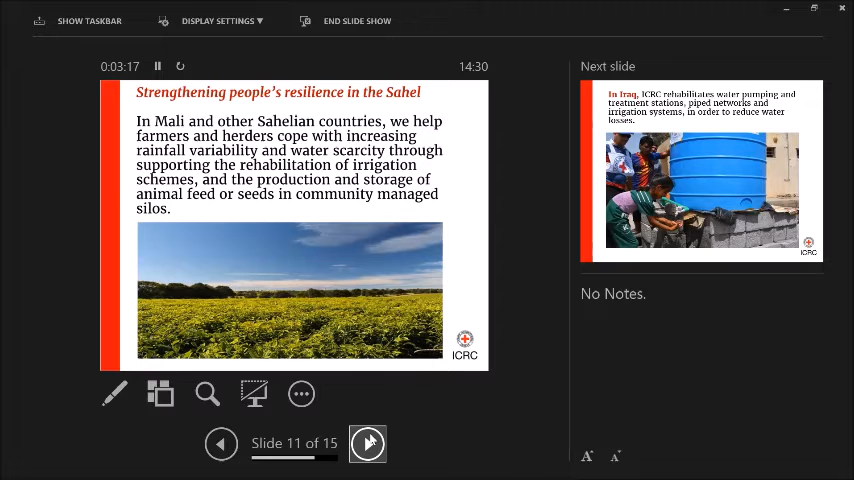 SHOW TASKBAR
DISPLAY SETTINGS ▼
END SLIDE SHOW
0:03:17
14:30
Strengthening people's resilience in the Sahel
In Mali and other Sahelian countries, we help
farmers and herders cope with increasing
rainfall variability and water scarcity through
supporting the rehabilitation of irrigation
schemes, and the production and storage of
animal feed or seeds in community managed
silos.
ICRC
Slide 11 of 15
Next slide
In Iraq, ICRC rehabilitates water pumping and
treatment stations, piped networks and
irrigation systems, in order to reduce water
losses.
ICRC
No Notes.
A A